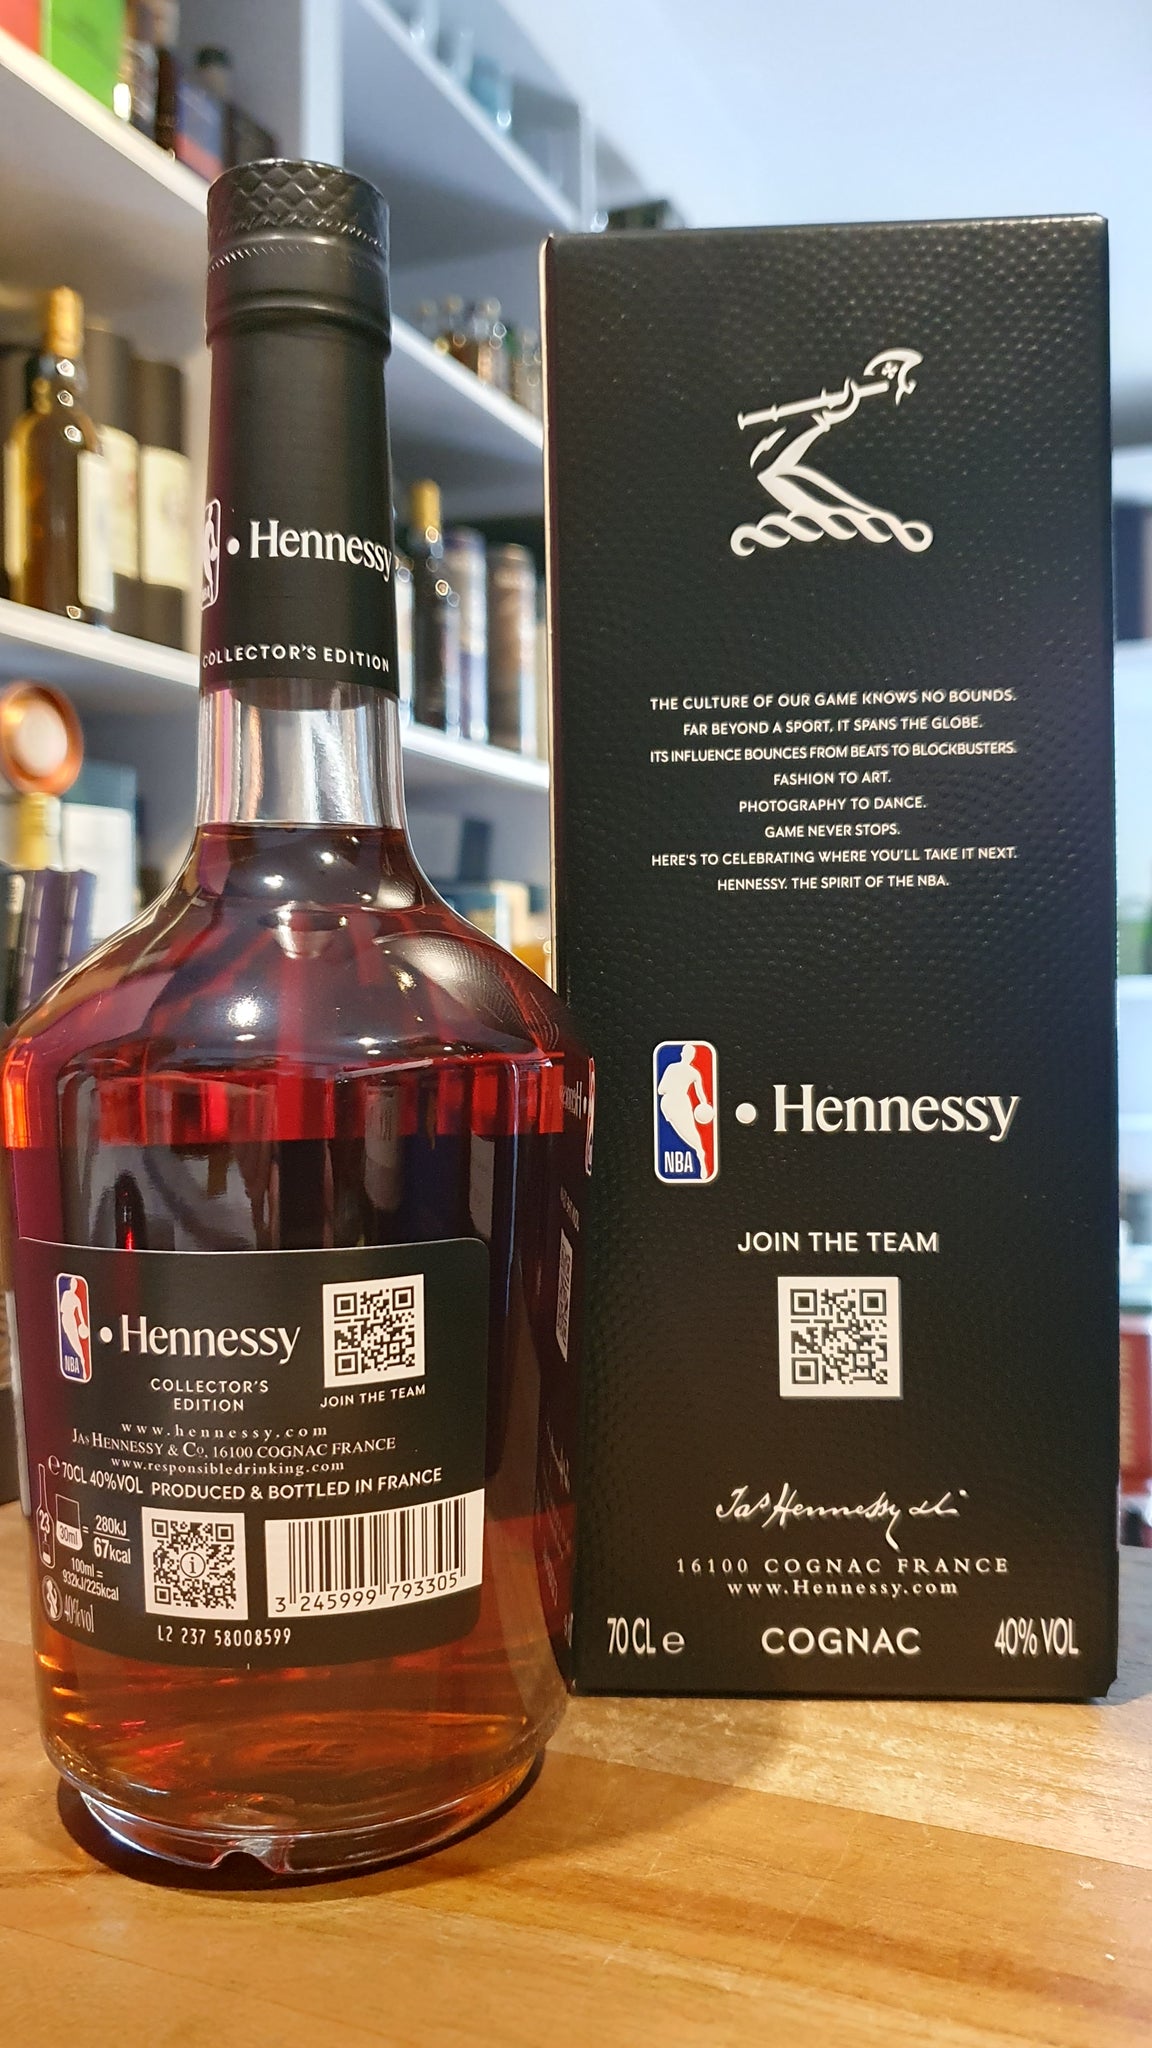 NBA
• Hennessy
COLLECTOR'S EDITION
NBA
• Hennessy
COLLECTOR'S
EDITION
JOIN THE TEAM
www.hennessy.com
JAs HENNESSY & Co, 16100 COGNAC FRANCE
www.responsibledrinking.com
℮ 70CL 40%VOL PRODUCED & BOTTLED IN FRANCE
23
30ml = 280kJ
67kcal
100ml =
932kJ/225kcal
40%vol
i
3 245999 793305
L2 237 58008599
THE CULTURE OF OUR GAME KNOWS NO BOUNDS.
FAR BEYOND A SPORT, IT SPANS THE GLOBE.
ITS INFLUENCE BOUNCES FROM BEATS TO BLOCKBUSTERS.
FASHION TO ART.
PHOTOGRAPHY TO DANCE.
GAME NEVER STOPS.
HERE'S TO CELEBRATING WHERE YOU'LL TAKE IT NEXT.
HENNESSY. THE SPIRIT OF THE NBA.
NBA
• Hennessy
JOIN THE TEAM
Jas Hennessy & Co
16100 COGNAC FRANCE
www.Hennessy.com
70 CL ℮ COGNAC 40% VOL